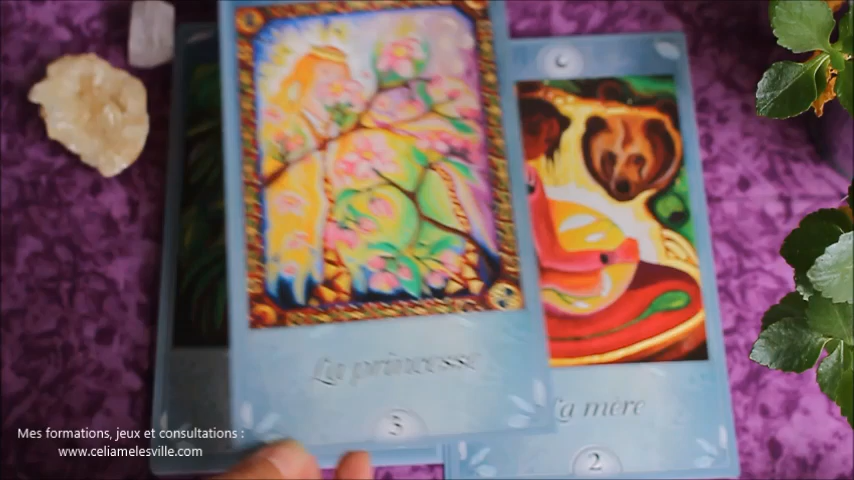 La princesse
3
La mère
2
Mes formations, jeux et consultations :
www.celiamelesville.com